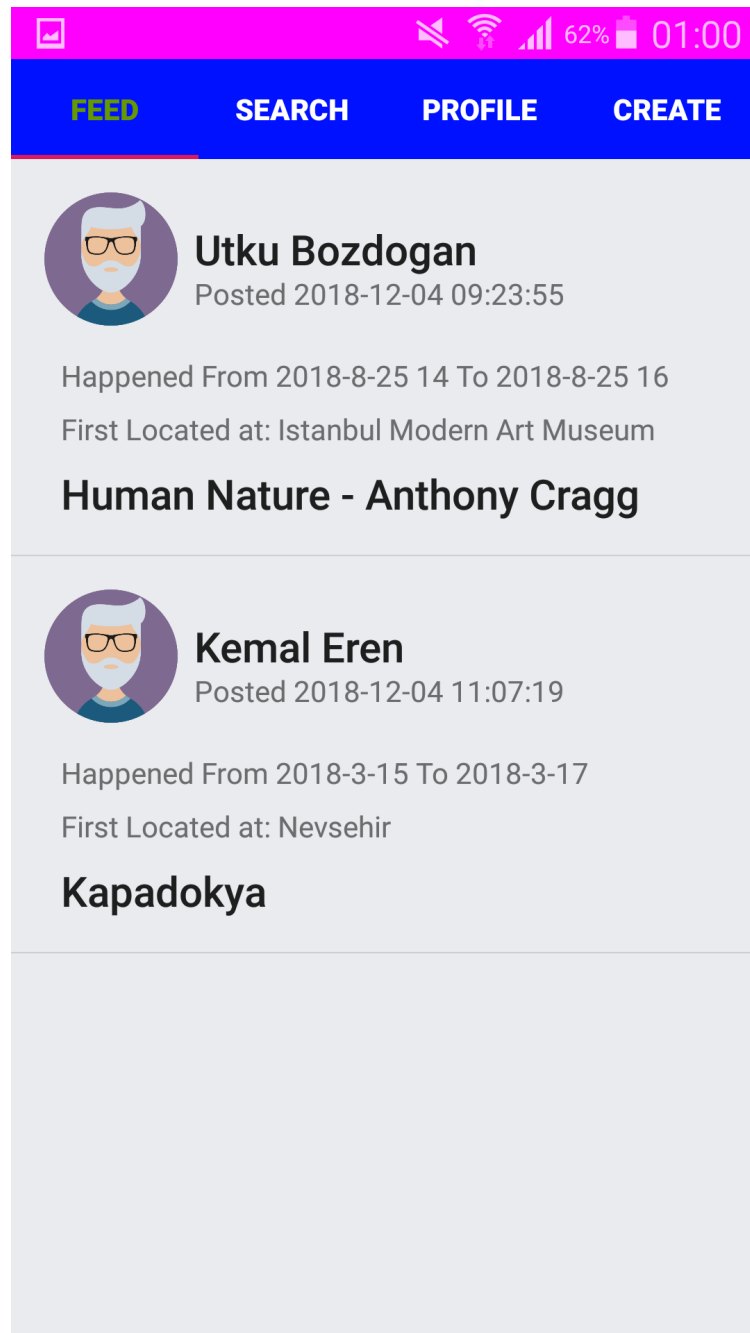 62% 01:00
FEED SEARCH PROFILE CREATE
Utku Bozdogan
Posted 2018-12-04 09:23:55
Happened From 2018-8-25 14 To 2018-8-25 16
First Located at: Istanbul Modern Art Museum
Human Nature - Anthony Cragg
Kemal Eren
Posted 2018-12-04 11:07:19
Happened From 2018-3-15 To 2018-3-17
First Located at: Nevsehir
Kapadokya